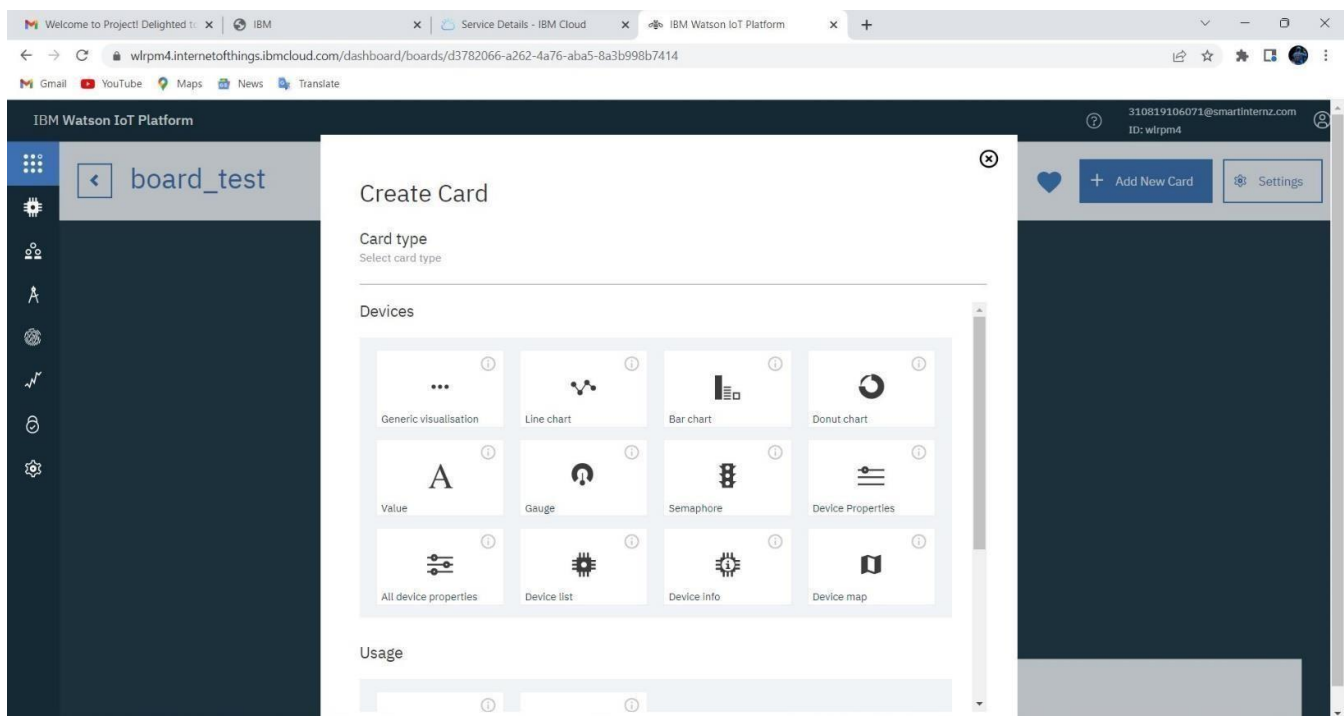 Welcome to Project! Delighted to
IBM
Service Details - IBM Cloud
IBM Watson IoT Platform
wlrpm4.internetofthings.ibmcloud.com/dashboard/boards/d3782066-a262-4a76-aba5-8a3b998b7414
Gmail YouTube Maps News Translate
IBM Watson IoT Platform
310819106071@smartinternz.com
ID: wlrpm4
board_test
Add New Card
Settings
Create Card
Card type
Select card type
Devices
Generic visualisation Line chart Bar chart Donut chart
A
Value Gauge Semaphore Device Properties
All device properties Device list Device info Device map
Usage